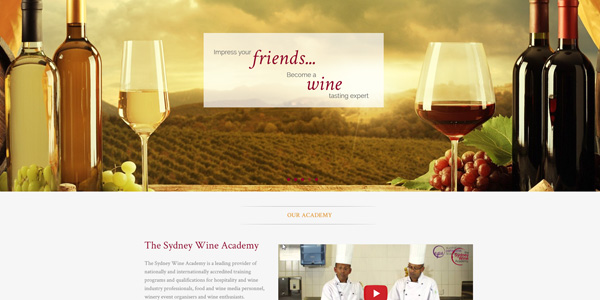 Impress your friends...
Become a wine
tasting expert
OUR ACADEMY
The Sydney Wine Academy
The Sydney Wine Academy is a leading provider of
nationally and internationally accredited training
programs and qualifications for hospitality and wine
industry professionals, food and wine media personnel,
winery event organisers and wine enthusiasts.